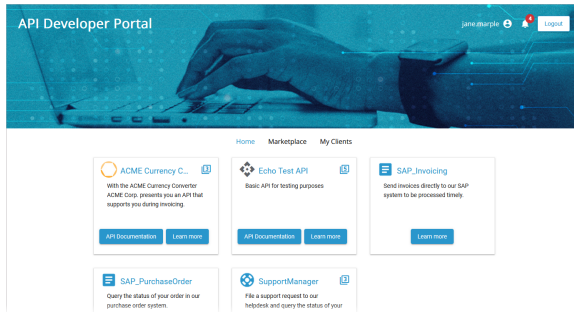 API Developer Portal
jane.marple
4
Logout
Home Marketplace My Clients
ACME Currency C...
With the ACME Currency Converter
ACME Corp. presents you an API that
supports you during invoicing.
API Documentation Learn more
Echo Test API
Basic API for testing purposes
API Documentation Learn more
SAP_Invoicing
Send invoices directly to our SAP
system to be processed timely.
Learn more
SAP_PurchaseOrder
Query the status of your order in our
purchase order system.
SupportManager
File a support request to our
helpdesk and query the status of your